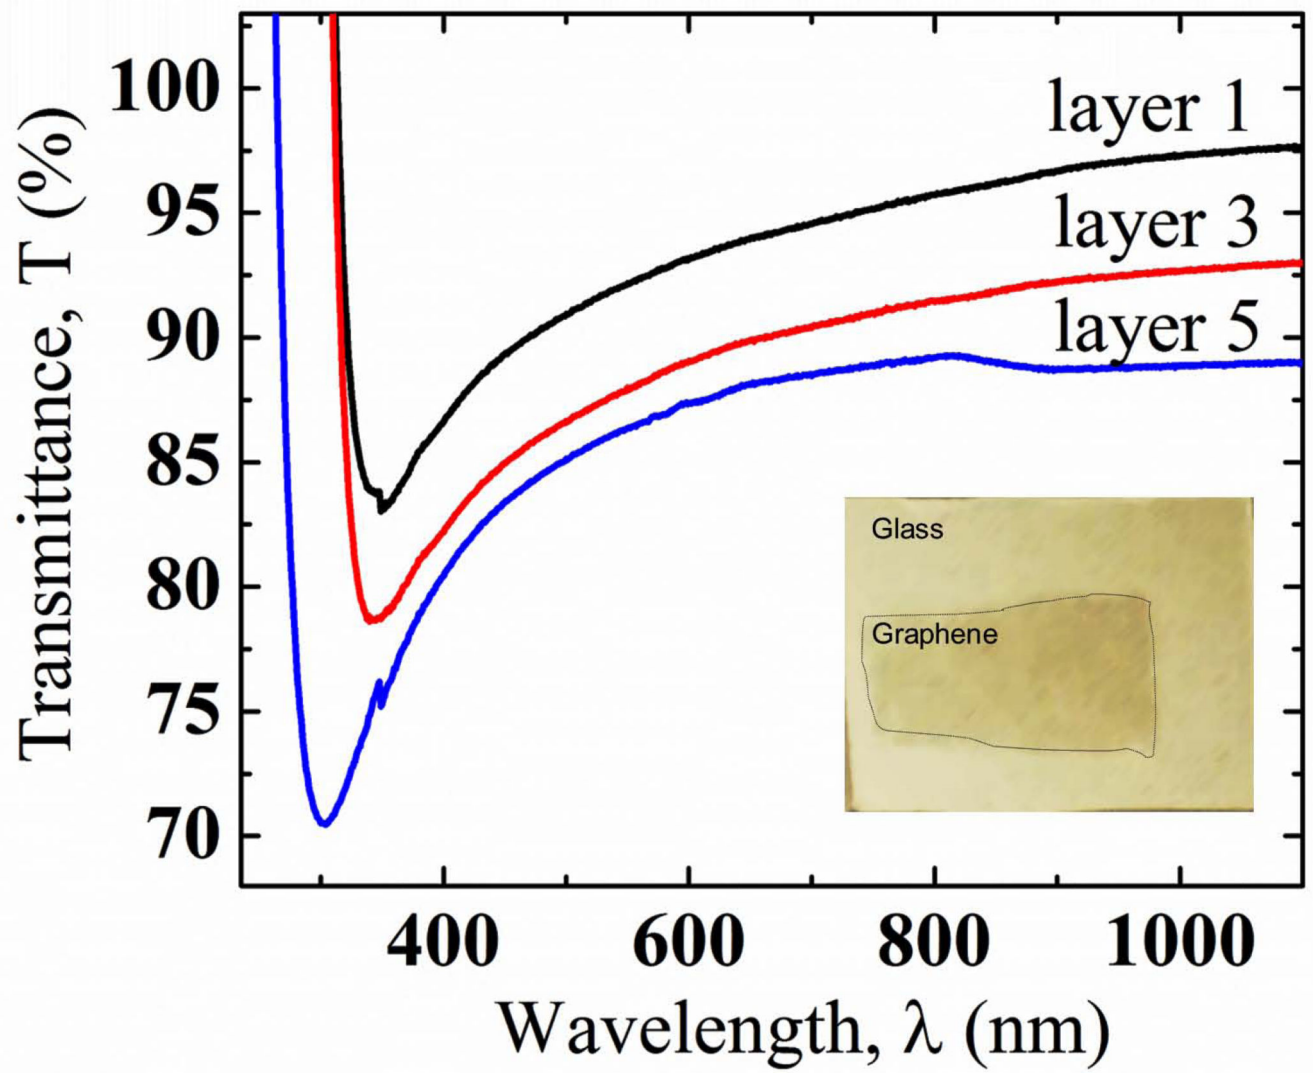 Transmittance, T (%)
100
95
90
85
80
75
70
layer 1
layer 3
layer 5
Glass
Graphene
400
600
800
1000
Wavelength, λ (nm)